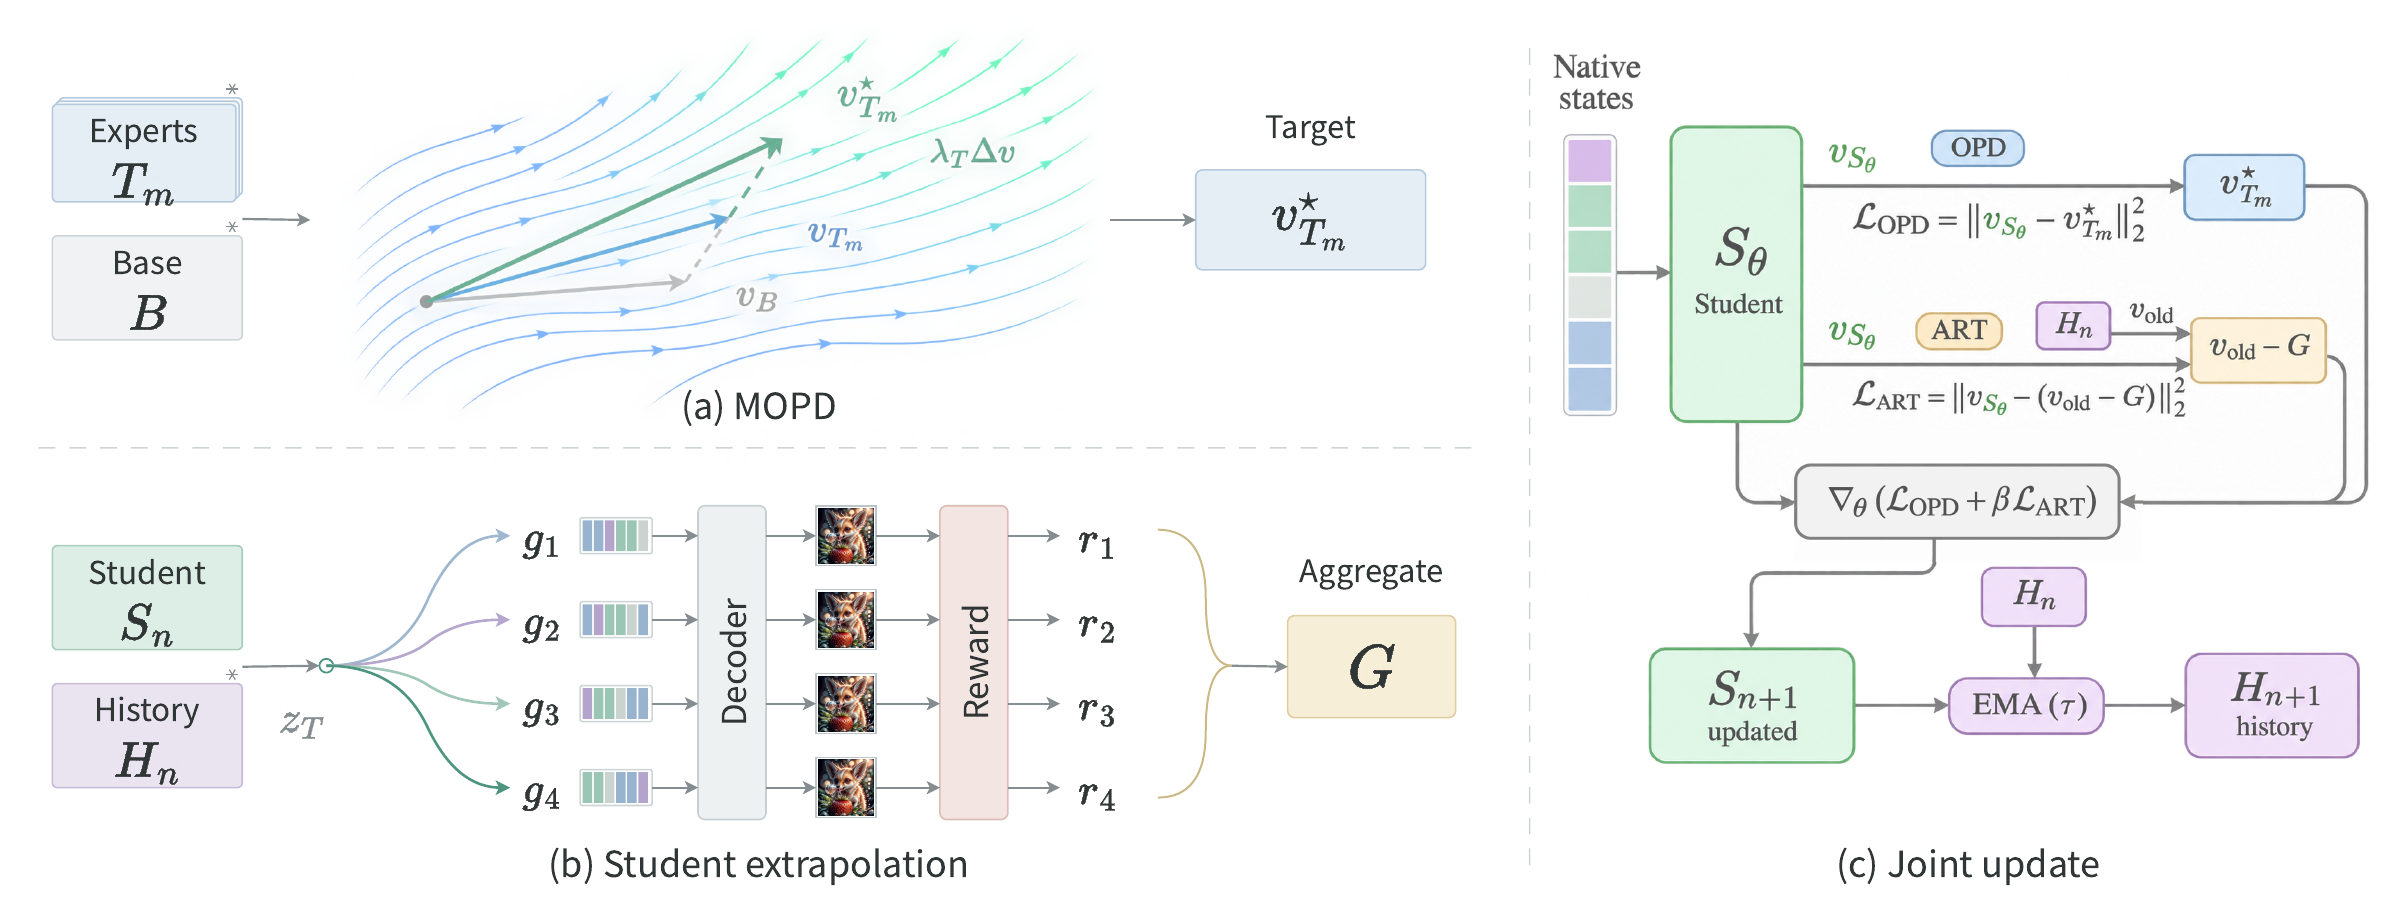 *
Experts
T_m
*
Base
B
v^⋆_{T_m}
λ_T Δv
v_{T_m}
v_B
Target
v^⋆_{T_m}
(a) MOPD
Student
S_n
*
History
H_n
z_T
g_1
g_2
g_3
g_4
Decoder
Reward
r_1
r_2
r_3
r_4
Aggregate
G
(b) Student extrapolation
Native
states
S_θ
Student
v_{S_θ}
OPD
v^⋆_{T_m}
ℒ_OPD = ‖v_{S_θ} − v^⋆_{T_m}‖^2_2
v_{S_θ}
ART
H_n
v_old
v_old − G
ℒ_ART = ‖v_{S_θ} − (v_old − G)‖^2_2
∇_θ (ℒ_OPD + βℒ_ART)
H_n
S_{n+1}
updated
EMA (τ)
H_{n+1}
history
(c) Joint update